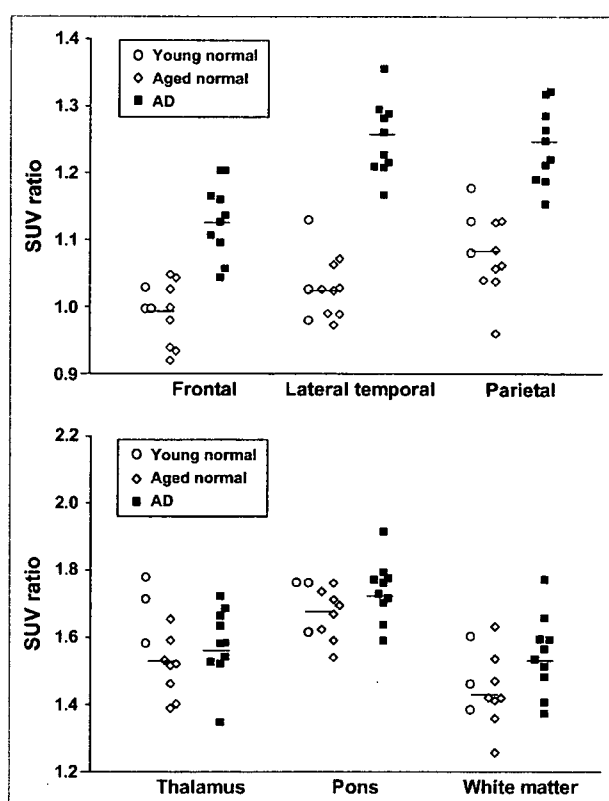 1.4
1.3
1.2
1.1
1.0
0.9
SUV ratio
Young normal
Aged normal
AD
Frontal Lateral temporal Parietal
2.2
2.0
1.8
1.6
1.4
1.2
SUV ratio
Young normal
Aged normal
AD
Thalamus Pons White matter